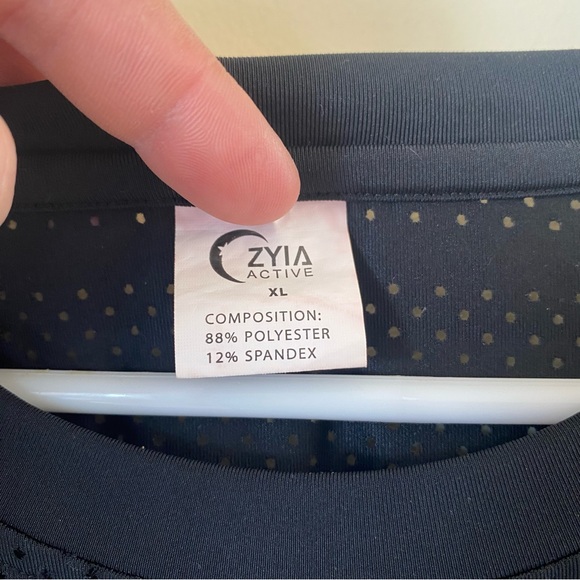 ZYIA
ACTIVE
XL
COMPOSITION:
88% POLYESTER
12% SPANDEX